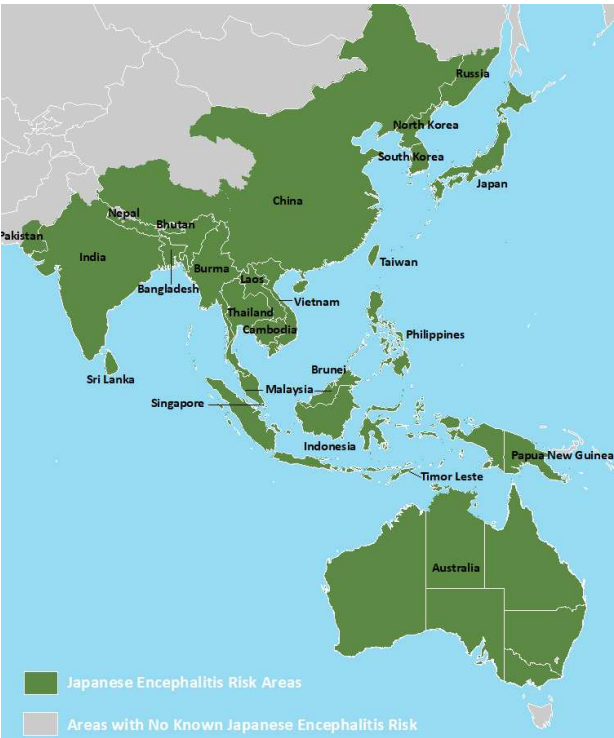 Russia
North Korea
South Korea
Japan
China
Nepal
Bhutan
Pakistan
India
Taiwan
Burma
Laos
Bangladesh
Vietnam
Thailand
Cambodia
Philippines
Brunei
Sri Lanka
Malaysia
Singapore
Indonesia
Papua New Guinea
Timor Leste
Australia
Japanese Encephalitis Risk Areas
Areas with No Known Japanese Encephalitis Risk